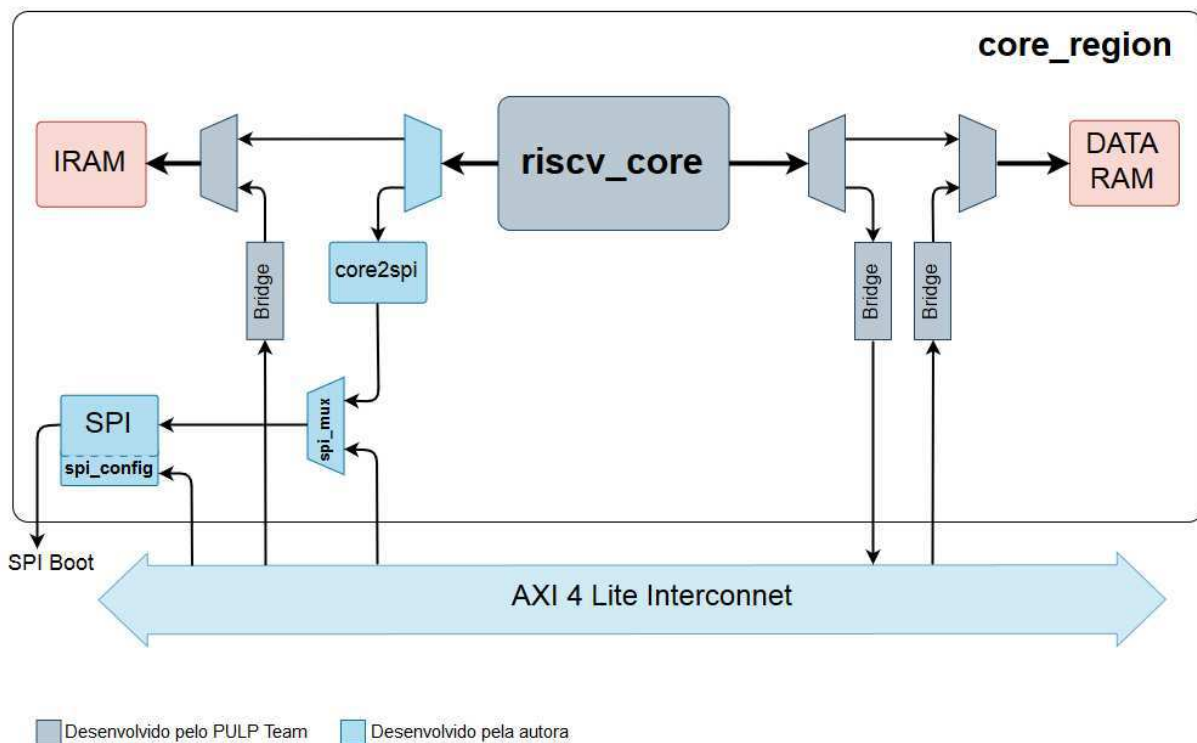 core_region
IRAM
riscv_core
DATA
RAM
core2spi
Bridge
Bridge
Bridge
SPI
spi_config
spi_mux
SPI Boot
AXI 4 Lite Interconnet
Desenvolvido pelo PULP Team
Desenvolvido pela autora